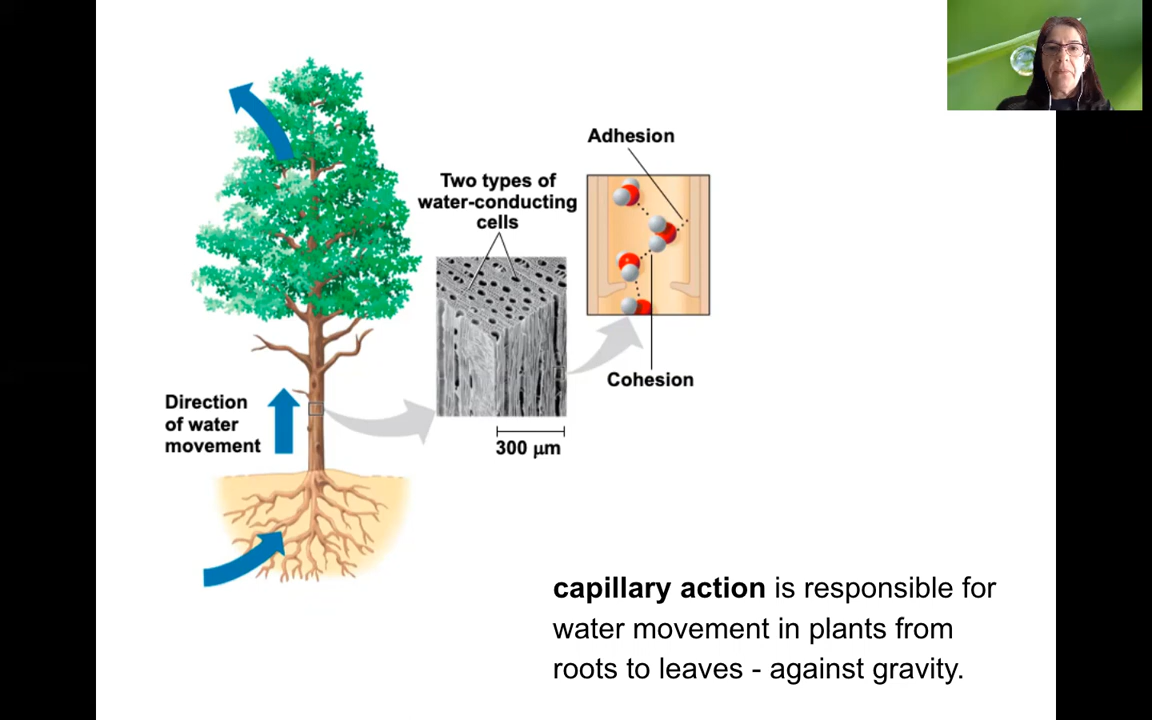 Adhesion
Two types of
water-conducting
cells
Cohesion
Direction
of water
movement
300 μm
capillary action is responsible for
water movement in plants from
roots to leaves - against gravity.